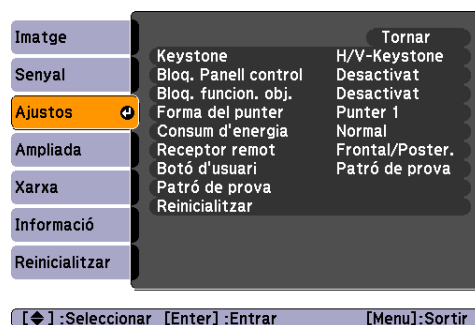 Imatge
Senyal
Ajustos
Ampliada
Xarxa
Informació
Reinicialitzar
Tornar
Keystone H/V-Keystone
Bloq. Panell control Desactivat
Bloq. funcion. obj. Desactivat
Forma del punter Punter 1
Consum d'energia Normal
Receptor remot Frontal/Poster.
Botó d'usuari Patró de prova
Patró de prova
Reinicialitzar
[◆] :Seleccionar [Enter] :Entrar [Menu]:Sortir